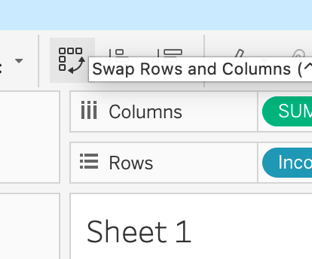 Swap Rows and Columns (^
Columns
SUM
Rows
Inco
Sheet 1